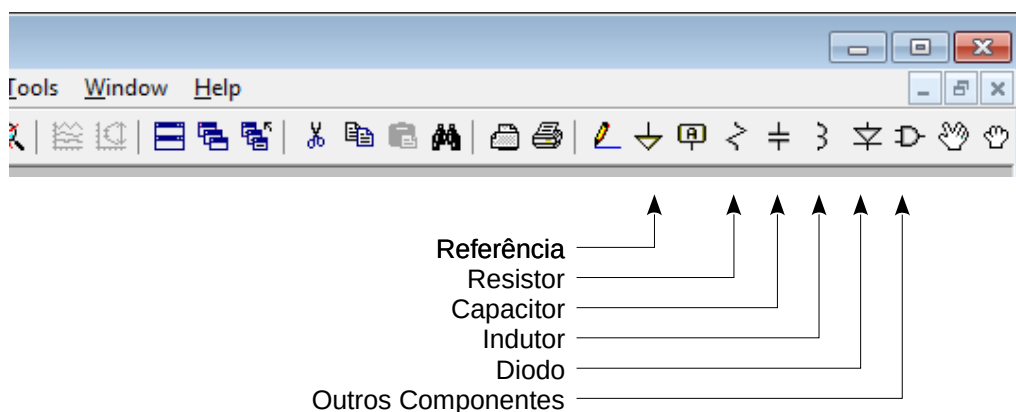 Tools Window Help
A
Referência
Resistor
Capacitor
Indutor
Diodo
Outros Componentes